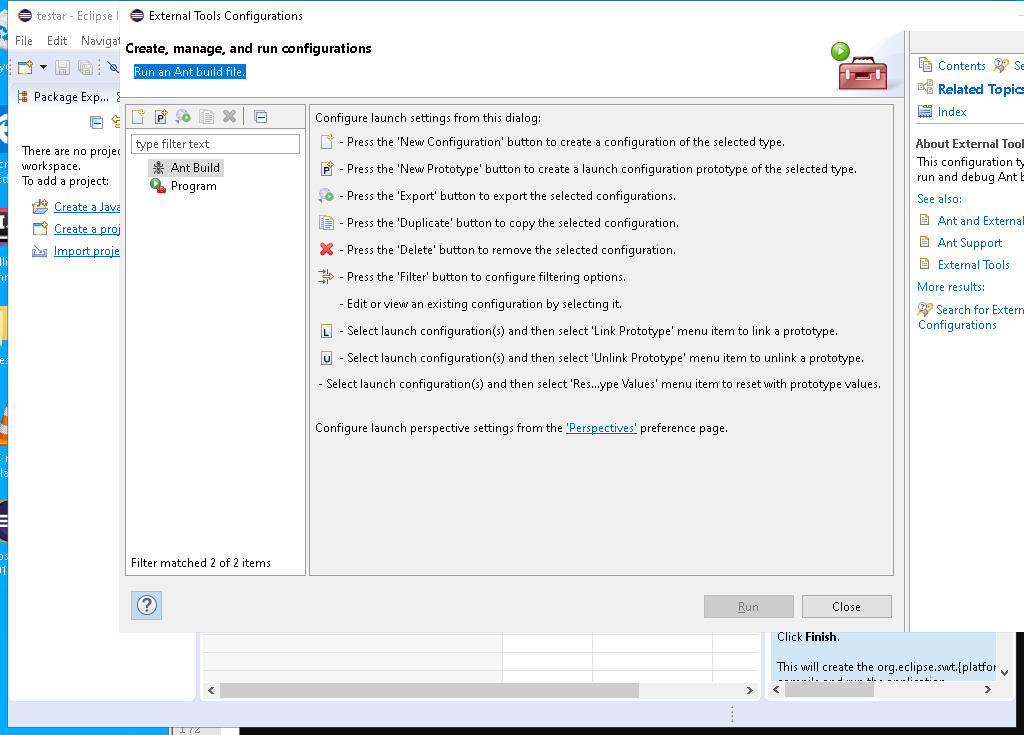 testar - Eclipse
External Tools Configurations
File Edit Navigat
Create, manage, and run configurations
Run an Ant build file.
Package Exp...
type filter text
Ant Build
Program
Filter matched 2 of 2 items
There are no projec
workspace.
To add a project:
Create a Java
Create a proj
Import proje
Configure launch settings from this dialog:
- Press the 'New Configuration' button to create a configuration of the selected type.
P - Press the 'New Prototype' button to create a launch configuration prototype of the selected type.
- Press the 'Export' button to export the selected configurations.
- Press the 'Duplicate' button to copy the selected configuration.
- Press the 'Delete' button to remove the selected configuration.
- Press the 'Filter' button to configure filtering options.
- Edit or view an existing configuration by selecting it.
L - Select launch configuration(s) and then select 'Link Prototype' menu item to link a prototype.
U - Select launch configuration(s) and then select 'Unlink Prototype' menu item to unlink a prototype.
- Select launch configuration(s) and then select 'Res...ype Values' menu item to reset with prototype values.
Configure launch perspective settings from the 'Perspectives' preference page.
?
Run
Close
Contents Se
Related Topics
Index
About External Tool
This configuration ty
run and debug Ant b
See also:
Ant and External
Ant Support
External Tools
More results:
Search for Extern
Configurations
Click Finish.
This will create the org.eclipse.swt.{platfor
compile and run the application
172